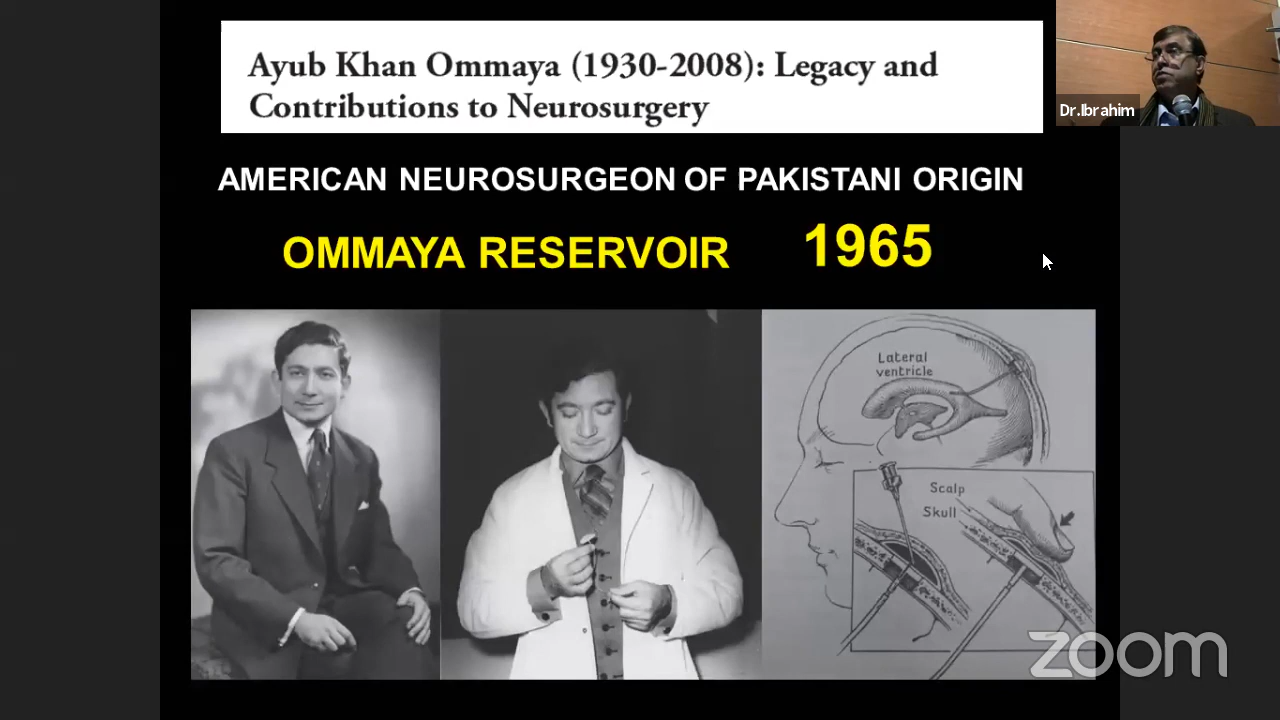 Ayub Khan Ommaya (1930-2008): Legacy and
Contributions to Neurosurgery
Dr.Ibrahim
AMERICAN NEUROSURGEON OF PAKISTANI ORIGIN
OMMAYA RESERVOIR 1965
Lateral
ventricle
Scalp
Skull
zoom